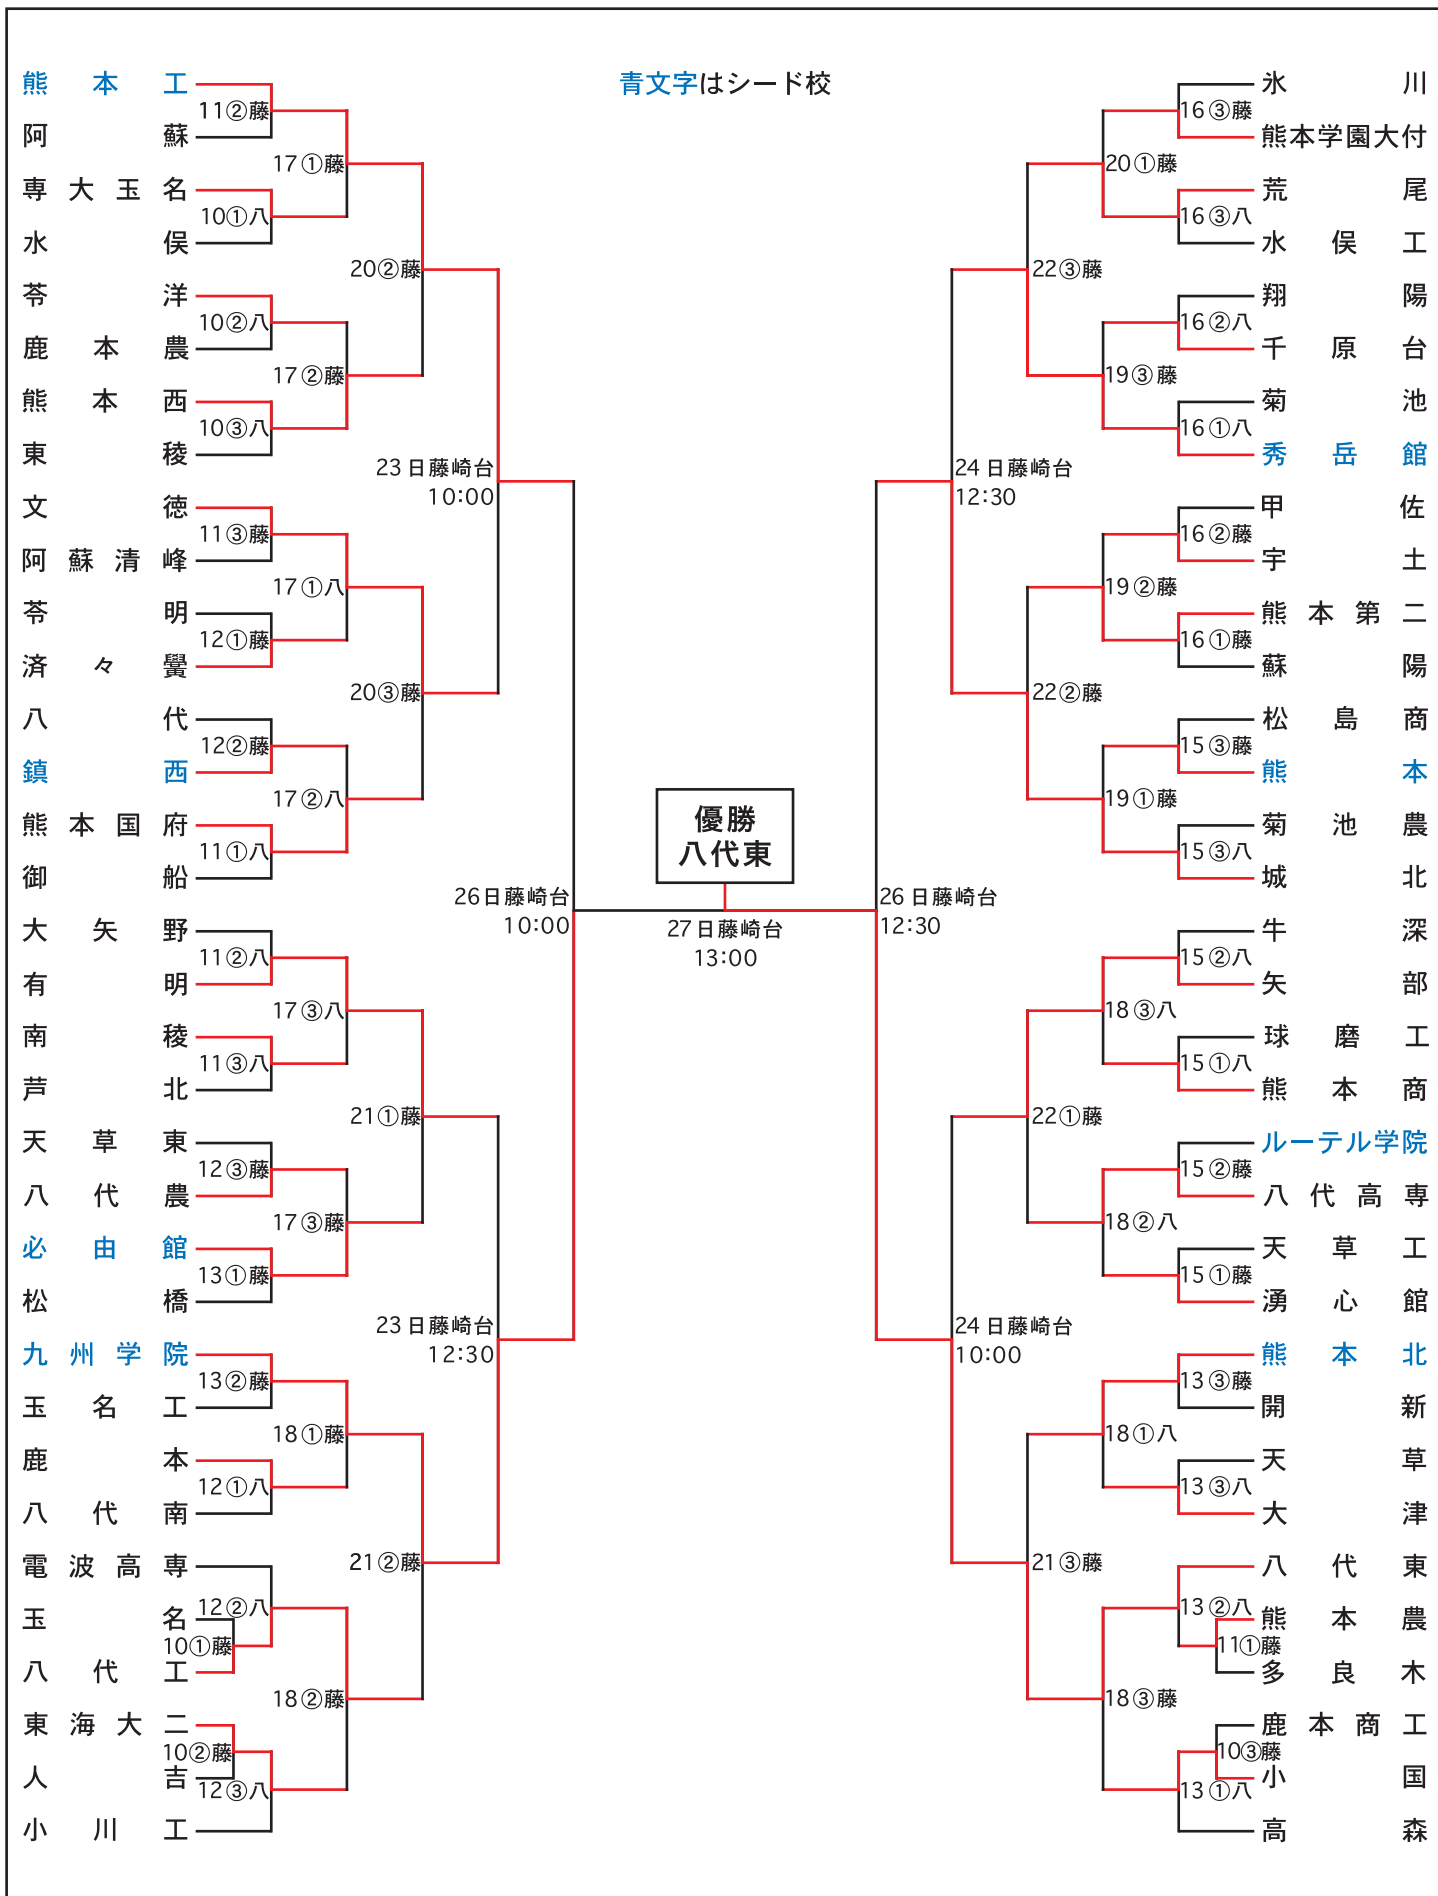 青文字はシード校
熊本工
11②藤
阿蘇
17①藤
専大玉名
10①八
水俣
20②藤
苓洋
10②八
鹿本農
17②藤
熊本西
10③八
東稜
23日藤崎台
10:00
文徳
11③藤
阿蘇清峰
17①八
苓明
12①藤
済々黌
20③藤
八代
12②藤
鎮西
17②八
熊本国府
11①八
御船
26日藤崎台
10:00
大矢野
11②八
有明
17③八
南稜
11③八
芦北
21①藤
天草東
12③藤
八代農
17③藤
必由館
13①藤
松橋
23日藤崎台
12:30
九州学院
13②藤
玉名工
18①藤
鹿本
12①八
八代南
21②藤
電波高専
12②八
玉名
10①藤
八代工
18②藤
東海大二
10②藤
人吉
12③八
小川工
優勝
八代東
27日藤崎台
13:00
氷川
16③藤
熊本学園大付
20①藤
荒尾
16③八
水俣工
22③藤
翔陽
16②八
千原台
19③藤
菊池
16①八
秀岳館
24日藤崎台
12:30
甲佐
16②藤
宇土
19②藤
熊本第二
16①藤
蘇陽
22②藤
松島商
15③藤
熊本
19①藤
菊池農
15③八
城北
26日藤崎台
12:30
牛深
15②八
矢部
18③八
球磨工
15①八
熊本商
22①藤
ルーテル学院
15②藤
八代高専
18②八
天草工
15①藤
湧心館
24日藤崎台
10:00
熊本北
13③藤
開新
18①八
天草
13③八
大津
21③藤
八代東
13②八
熊本農
11①藤
多良木
18③藤
鹿本商工
10③藤
小国
13①八
高森